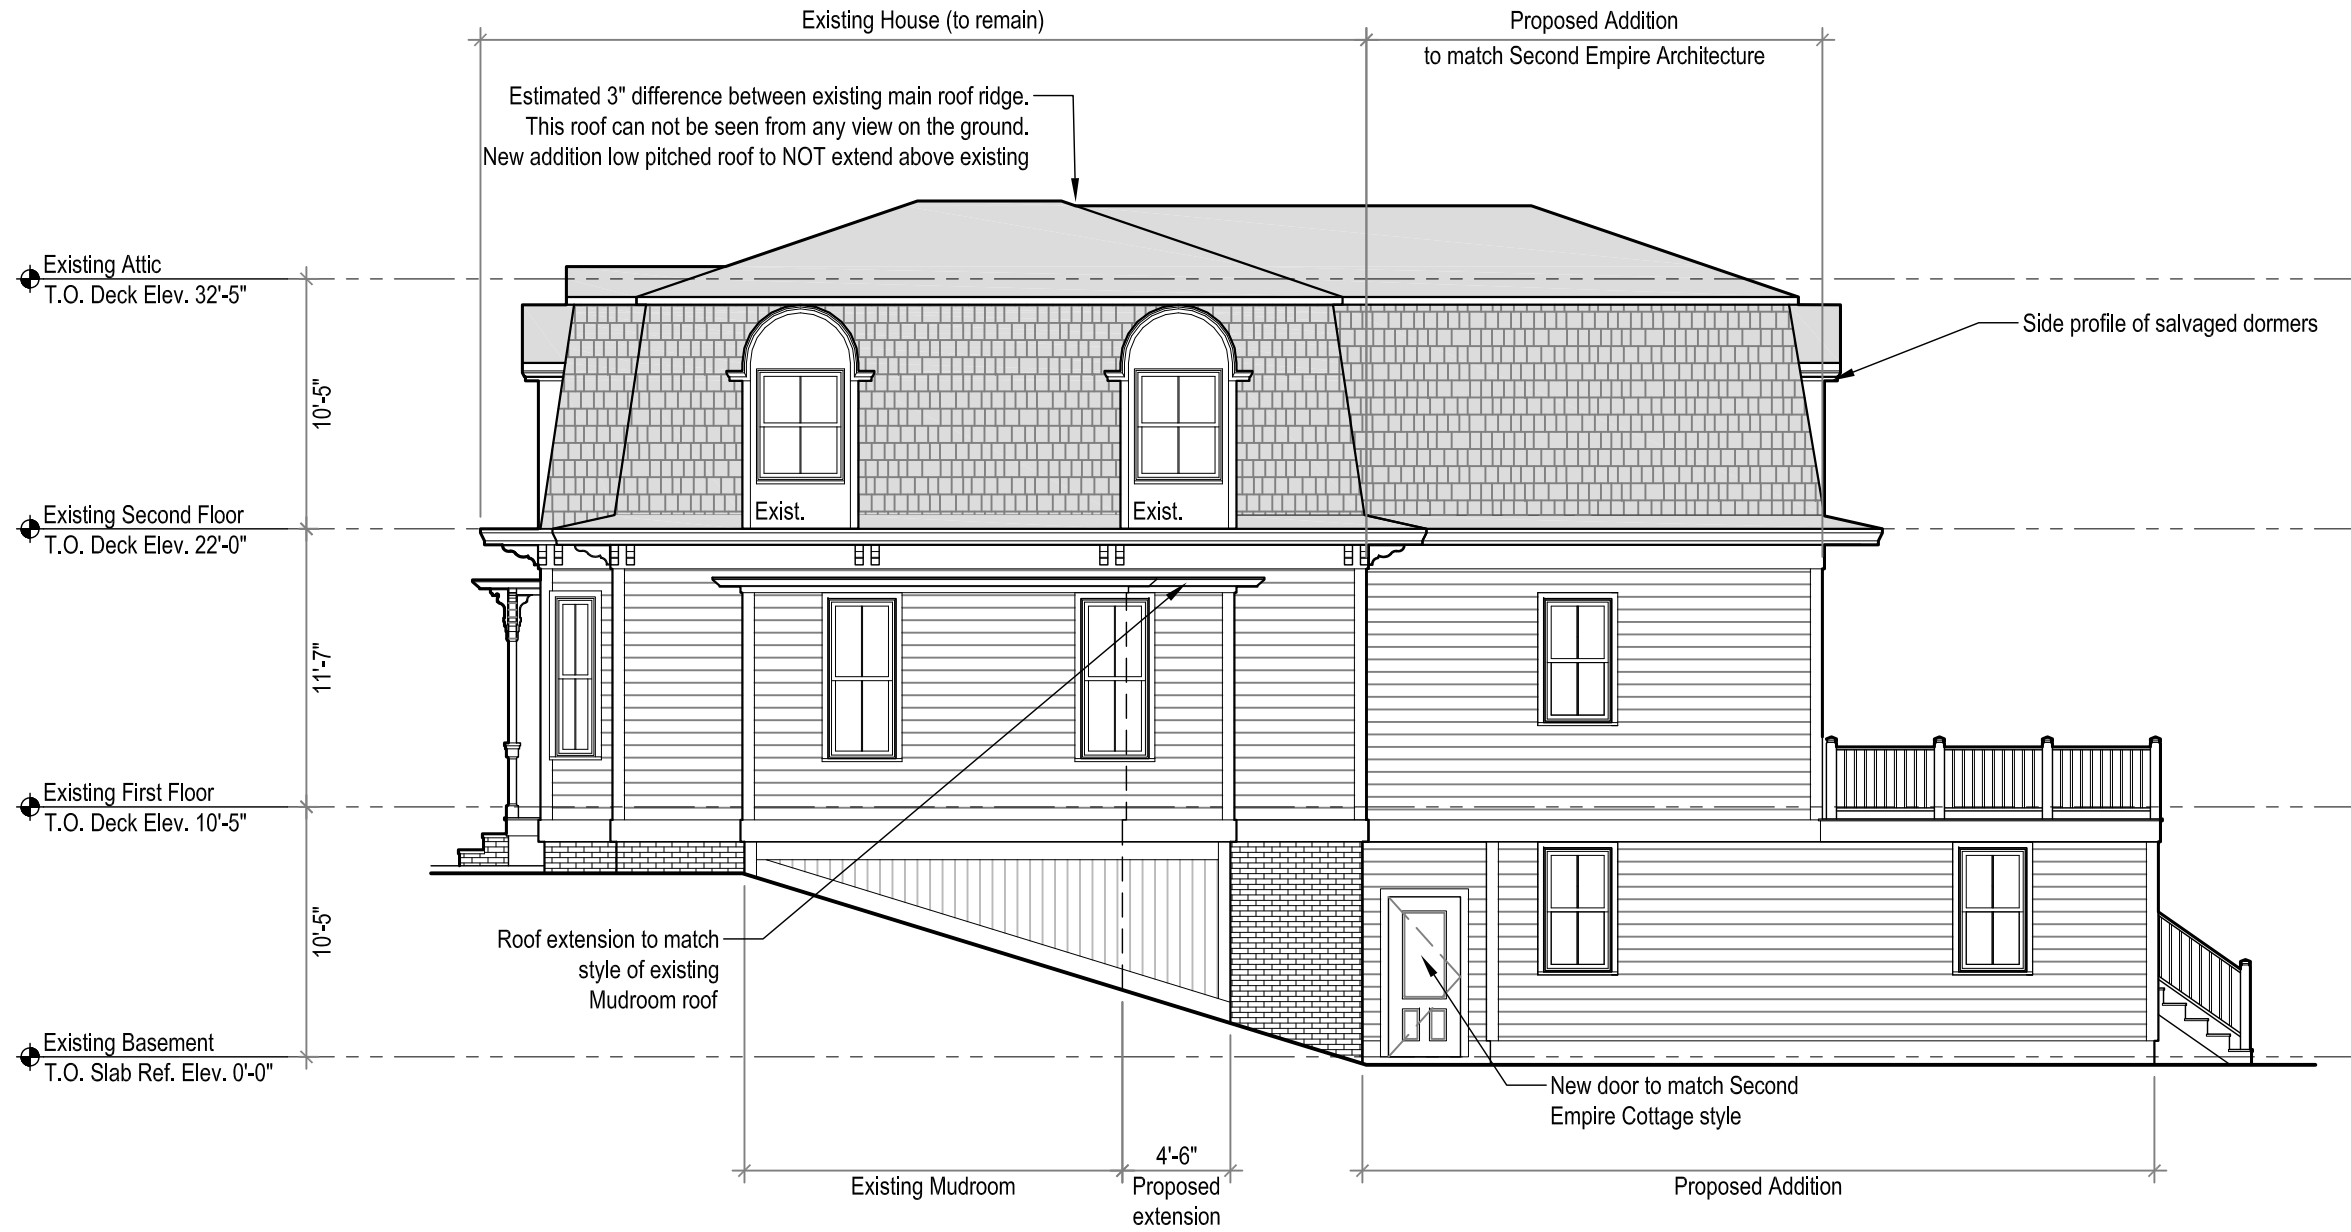 Existing House (to remain)
Proposed Addition
to match Second Empire Architecture
Estimated 3" difference between existing main roof ridge.
This roof can not be seen from any view on the ground.
New addition low pitched roof to NOT extend above existing
Existing Attic
T.O. Deck Elev. 32'-5"
Side profile of salvaged dormers
10'-5"
Exist.
Exist.
Existing Second Floor
T.O. Deck Elev. 22'-0"
11'-7"
Existing First Floor
T.O. Deck Elev. 10'-5"
10'-5"
Roof extension to match
style of existing
Mudroom roof
Existing Basement
T.O. Slab Ref. Elev. 0'-0"
New door to match Second
Empire Cottage style
4'-6"
Existing Mudroom
Proposed
extension
Proposed Addition